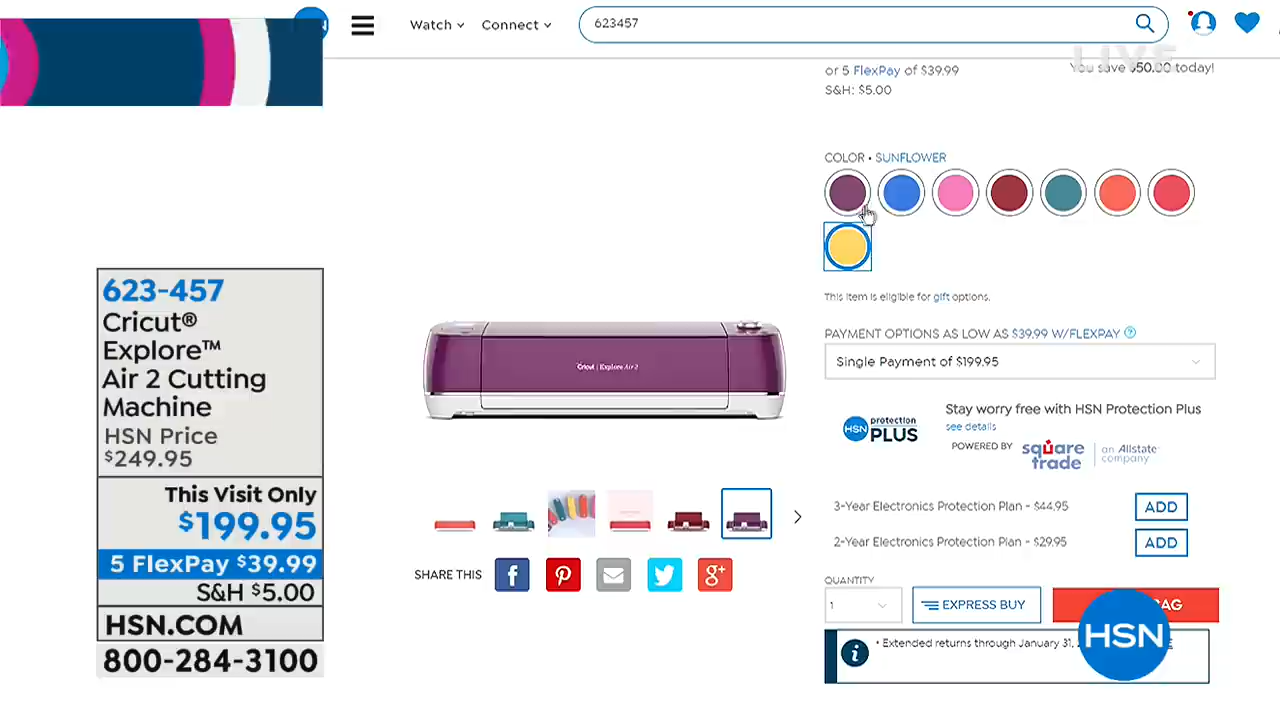 Watch
Connect
623457
LIVE
or 5 FlexPay of $39.99
You save $50.00 today!
S&H: $5.00
COLOR • SUNFLOWER
This item is eligible for gift options.
PAYMENT OPTIONS AS LOW AS $39.99 W/FLEXPAY ?
Single Payment of $199.95
HSN protection PLUS
Stay worry free with HSN Protection Plus
see details
POWERED BY square trade | an Allstate company
3-Year Electronics Protection Plan - $44.95 ADD
2-Year Electronics Protection Plan - $29.95 ADD
QUANTITY
1
EXPRESS BUY
HSN
• Extended returns through January 31,
623-457
Cricut®
Explore™
Air 2 Cutting
Machine
HSN Price
$249.95
This Visit Only
$199.95
5 FlexPay $39.99
S&H $5.00
HSN.COM
800-284-3100
Cricut | Explore Air 2
SHARE THIS